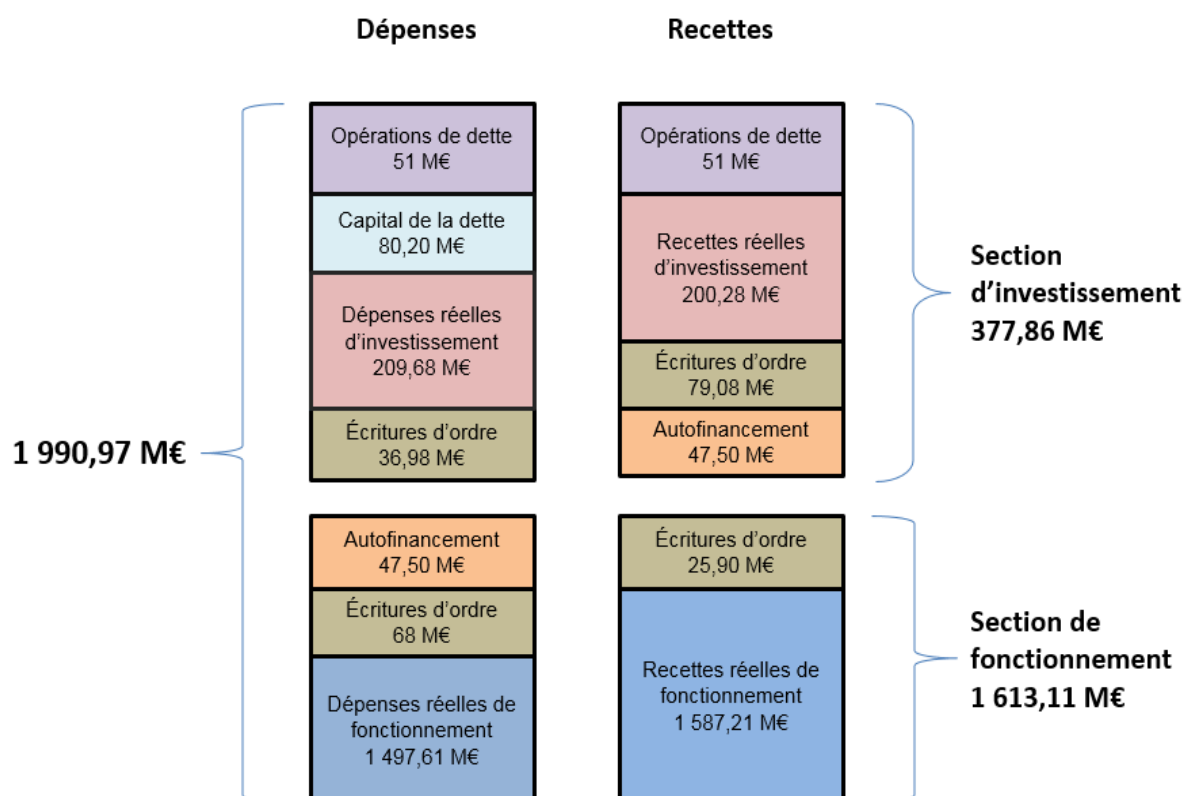 Dépenses
Recettes
Opérations de dette
51 M€
Capital de la dette
80,20 M€
Dépenses réelles
d’investissement
209,68 M€
Écritures d’ordre
36,98 M€
Opérations de dette
51 M€
Recettes réelles
d’investissement
200,28 M€
Écritures d’ordre
79,08 M€
Autofinancement
47,50 M€
Section
d’investissement
377,86 M€
1 990,97 M€
Autofinancement
47,50 M€
Écritures d’ordre
68 M€
Dépenses réelles de
fonctionnement
1 497,61 M€
Écritures d’ordre
25,90 M€
Recettes réelles de
fonctionnement
1 587,21 M€
Section de
fonctionnement
1 613,11 M€